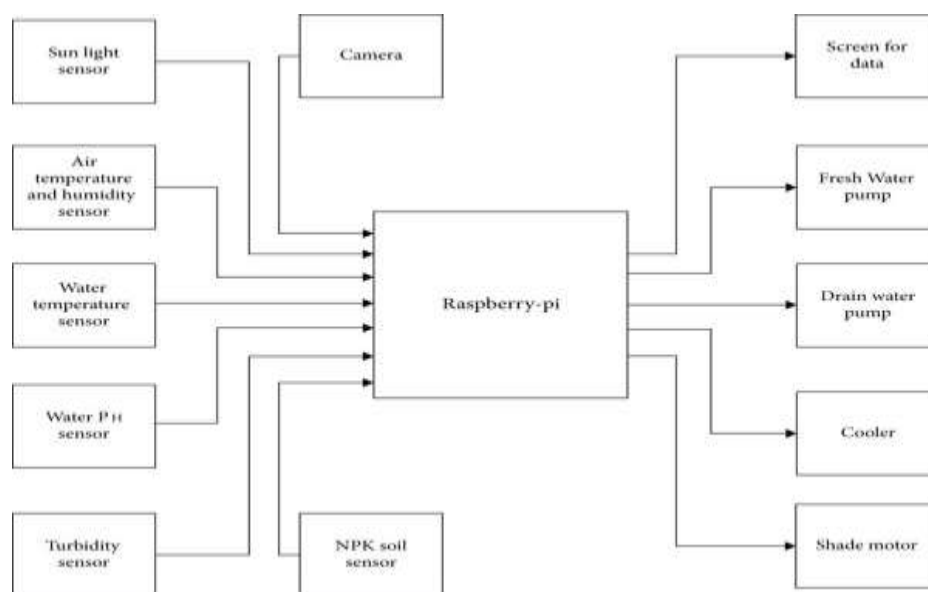 Sun light
sensor
Camera
Screen for
data
Air
temperature
and humidity
sensor
Fresh Water
pump
Water
temperature
sensor
Raspberry-pi
Drain water
pump
Water PH
sensor
Cooler
Turbidity
sensor
NPK soil
sensor
Shade motor